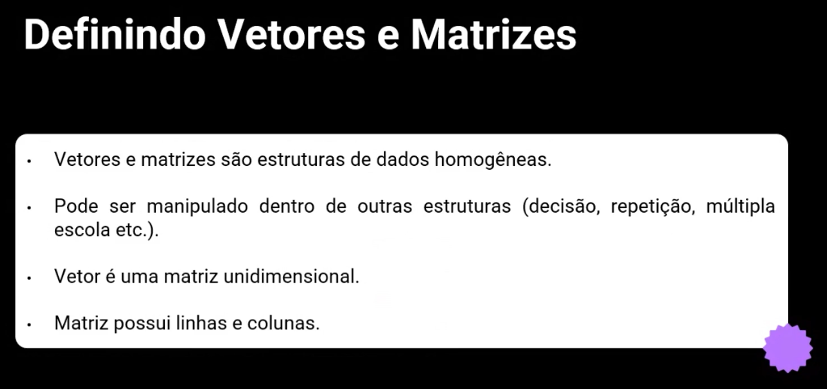 Definindo Vetores e Matrizes
• Vetores e matrizes são estruturas de dados homogêneas.
• Pode ser manipulado dentro de outras estruturas (decisão, repetição, múltipla
escola etc.).
• Vetor é uma matriz unidimensional.
• Matriz possui linhas e colunas.